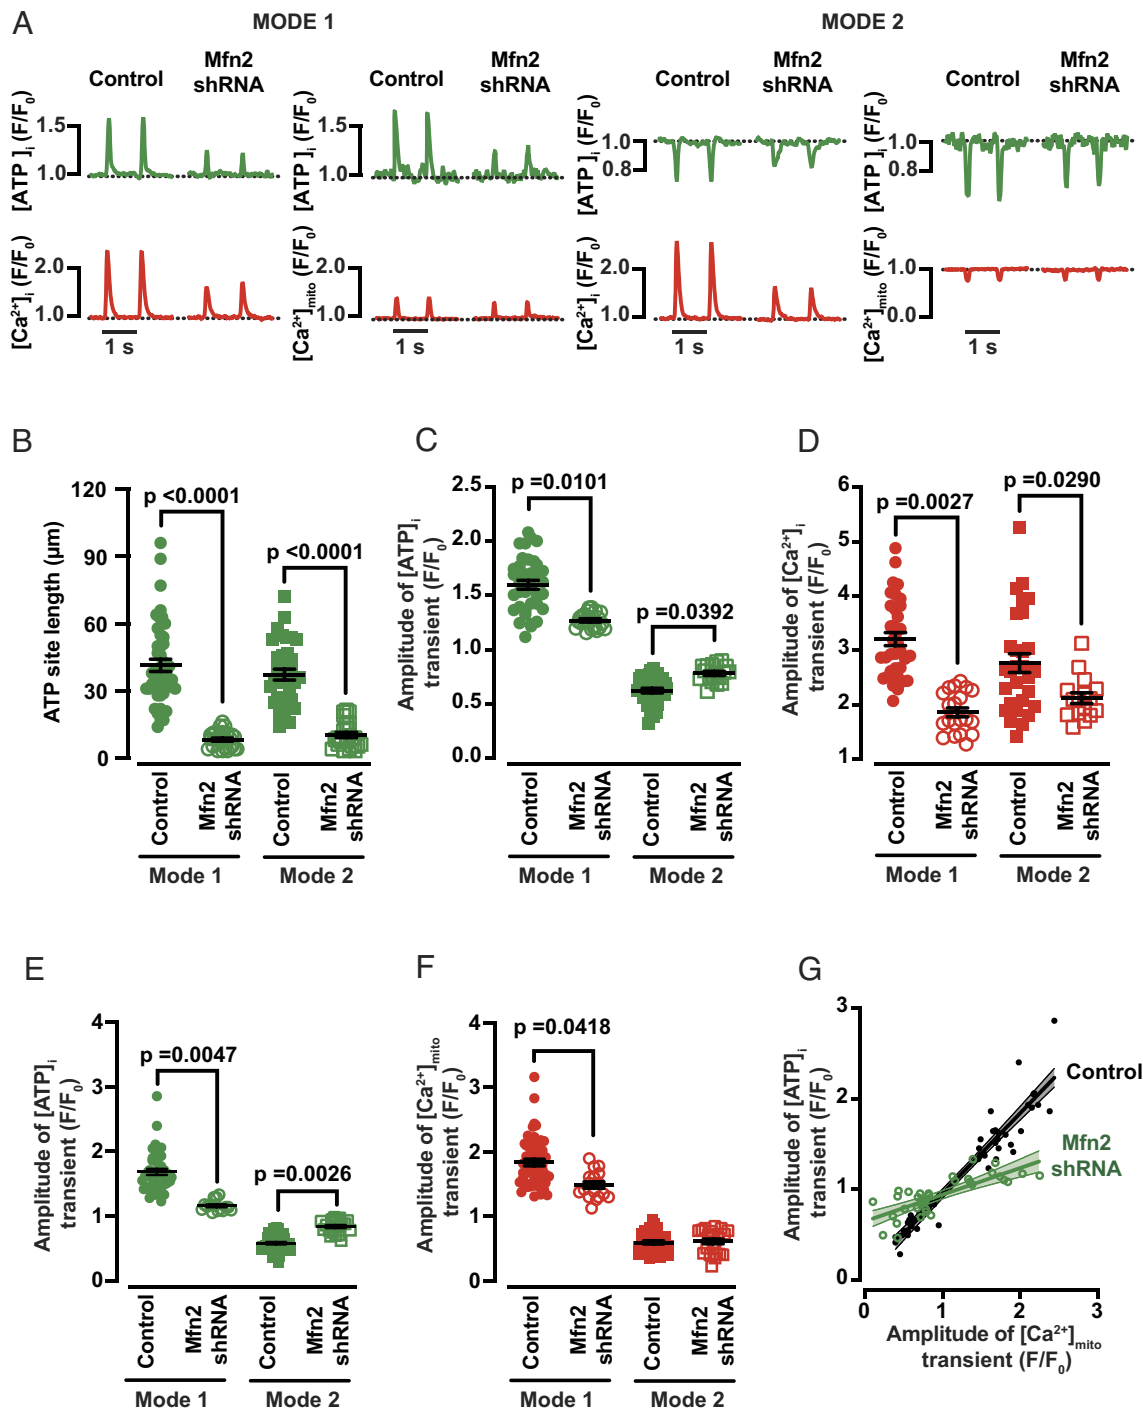 A
MODE 1
MODE 2
Control
Mfn2
shRNA
Control
Mfn2
shRNA
Control
Mfn2
shRNA
Control
Mfn2
shRNA
[ATP]i (F/F0)
1.5
1.0
[ATP]i (F/F0)
1.5
1.0
[ATP]i (F/F0)
1.0
0.8
[ATP]i (F/F0)
1.0
0.8
[Ca2+]i (F/F0)
2.0
1.0
1 s
[Ca2+]mito (F/F0)
2.0
1.0
1 s
[Ca2+]i (F/F0)
2.0
1.0
1 s
[Ca2+]mito (F/F0)
1.0
0.0
1 s
B
ATP site length (µm)
120
90
60
30
0
p <0.0001
p <0.0001
Control
Mfn2
shRNA
Control
Mfn2
shRNA
Mode 1
Mode 2
C
Amplitude of [ATP]i
transient (F/F0)
2.5
2.0
1.5
1.0
0.5
0.0
p =0.0101
p =0.0392
Control
Mfn2
shRNA
Control
Mfn2
shRNA
Mode 1
Mode 2
D
Amplitude of [Ca2+]i
transient (F/F0)
6
5
4
3
2
1
p =0.0027
p =0.0290
Control
Mfn2
shRNA
Control
Mfn2
shRNA
Mode 1
Mode 2
E
Amplitude of [ATP]i
transient (F/F0)
4
3
2
1
0
p =0.0047
p =0.0026
Control
Mfn2
shRNA
Control
Mfn2
shRNA
Mode 1
Mode 2
F
Amplitude of [Ca2+]mito
transient (F/F0)
4
3
2
1
0
p =0.0418
Control
Mfn2
shRNA
Control
Mfn2
shRNA
Mode 1
Mode 2
G
Amplitude of [ATP]i
transient (F/F0)
3
2
1
0
Control
Mfn2
shRNA
0
1
2
3
Amplitude of [Ca2+]mito
transient (F/F0)